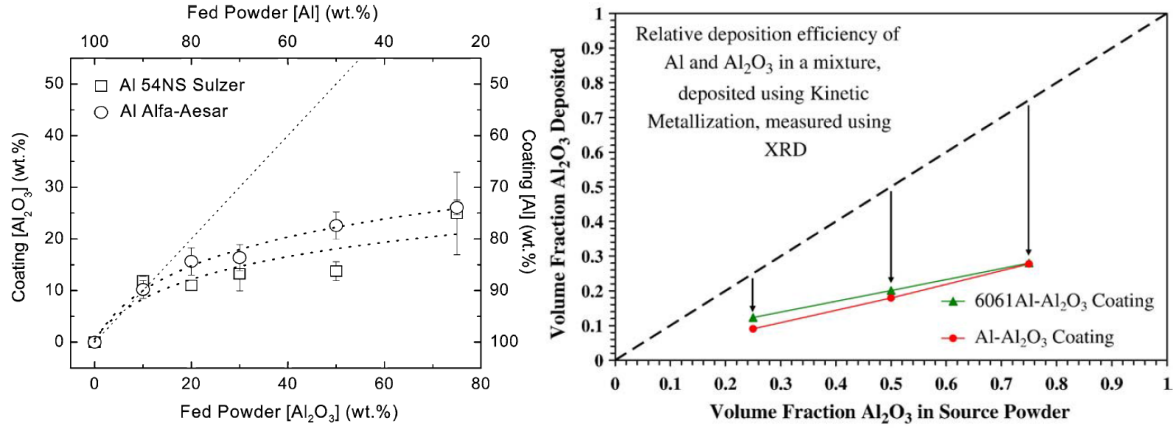 Fed Powder [Al] (wt.%)
100 80 60 40 20
Al 54NS Sulzer
Al Alfa-Aesar
Coating [Al₂O₃] (wt.%)
50
40
30
20
10
0
50
60
70
80
90
100
Coating [Al] (wt.%)
0 20 40 60 80
Fed Powder [Al₂O₃] (wt.%)
Relative deposition efficiency of
Al and Al₂O₃ in a mixture,
deposited using Kinetic
Metallization, measured using
XRD
Volume Fraction Al₂O₃ Deposited
1
0.9
0.8
0.7
0.6
0.5
0.4
0.3
0.2
0.1
0
6061Al-Al₂O₃ Coating
Al-Al₂O₃ Coating
0 0.1 0.2 0.3 0.4 0.5 0.6 0.7 0.8 0.9 1
Volume Fraction Al₂O₃ in Source Powder